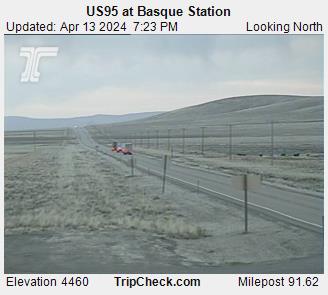 US95 at Basque Station
Updated: Apr 13 2024 7:23 PM Looking North
Elevation 4460 TripCheck.com Milepost 91.62